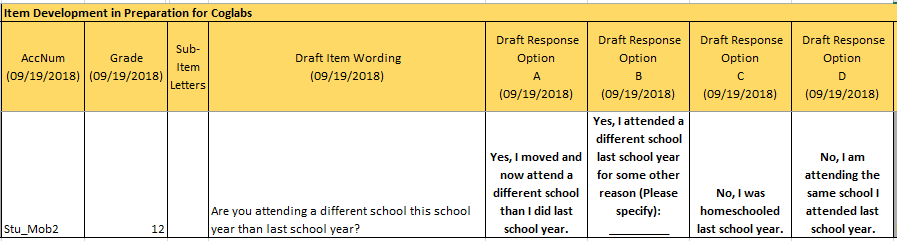 Item Development in Preparation for Coglabs
AccNum
(09/19/2018)
Grade
(09/19/2018)
Sub-
Item
Letters
Draft Item Wording
(09/19/2018)
Draft Response
Option
A
(09/19/2018)
Draft Response
Option
B
(09/19/2018)
Draft Response
Option
C
(09/19/2018)
Draft Response
Option
D
(09/19/2018)
Stu_Mob2
12
Are you attending a different school this school
year than last school year?
Yes, I moved and
now attend a
different school
than I did last
school year.
Yes, I attended a
different school
last school year
for some other
reason (Please
specify):
__________
No, I was
homeschooled
last school year.
No, I am
attending the
same school I
attended last
school year.